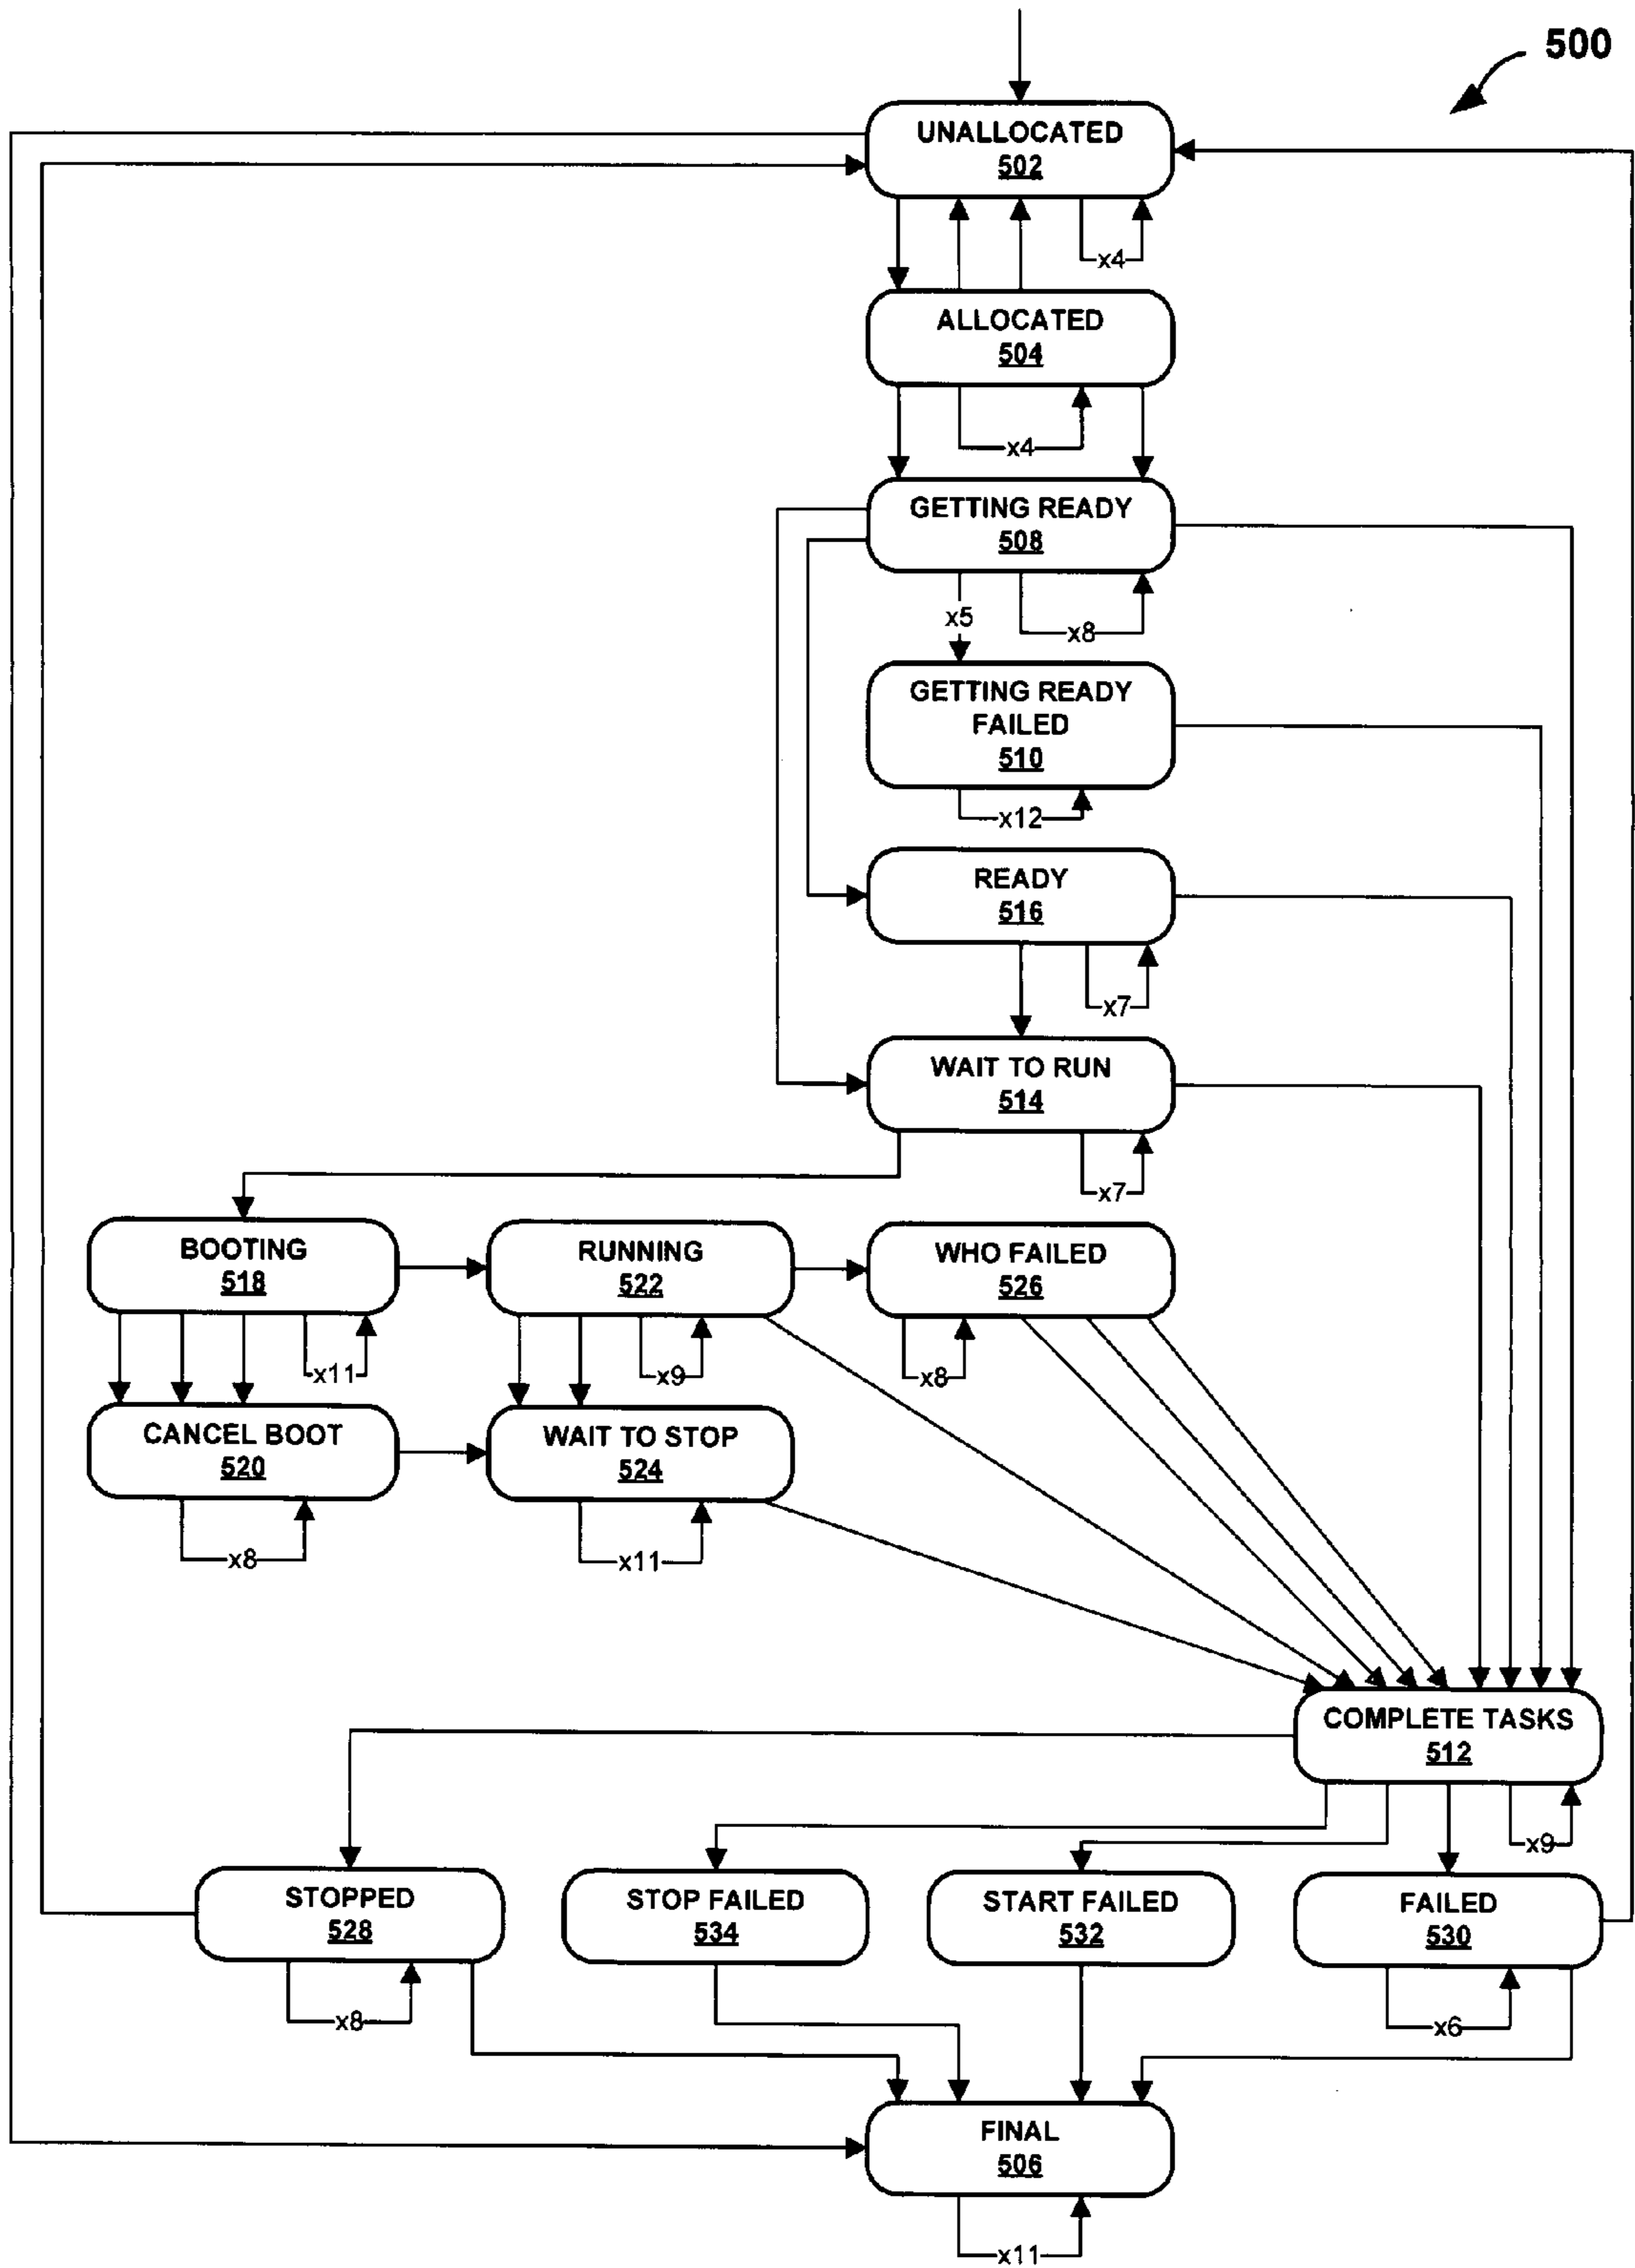 500
UNALLOCATED
502
x4
ALLOCATED
504
x4
GETTING READY
508
x5
x8
GETTING READY
FAILED
510
x12
READY
516
x7
WAIT TO RUN
514
x7
BOOTING
518
RUNNING
522
WHO FAILED
526
x11
x9
x8
CANCEL BOOT
520
WAIT TO STOP
524
x8
x11
COMPLETE TASKS
512
x9
STOPPED
528
STOP FAILED
534
START FAILED
532
FAILED
530
x8
x6
FINAL
506
x11